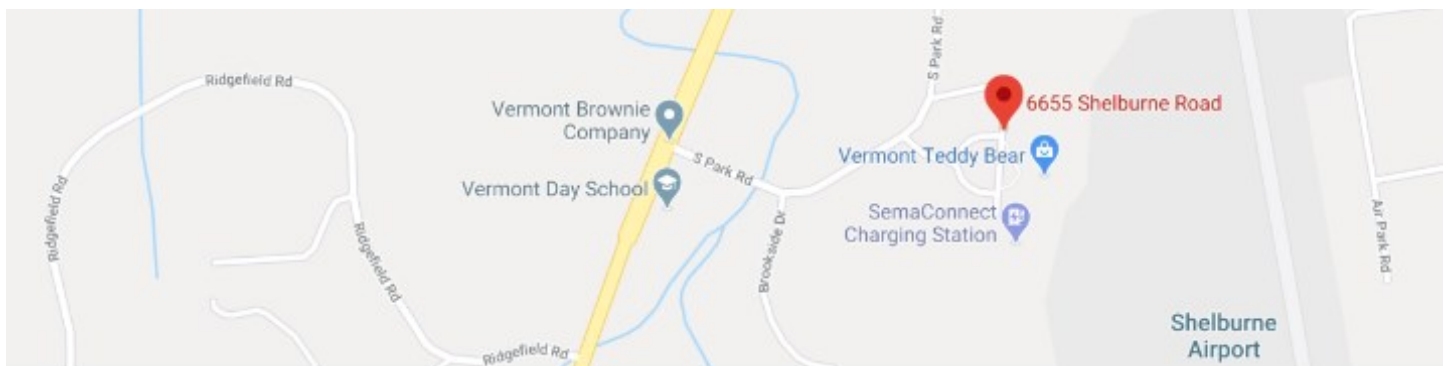 Ridgefield Rd
S Park Rd
Vermont Brownie
Company
6655 Shelburne Road
Vermont Teddy Bear
S Park Rd
Vermont Day School
Ridgefield Rd
SemaConnect
Charging Station
Brookside Dr
Ridgefield Rd
Air Park Rd
Shelburne
Airport
Ridgefield Rd